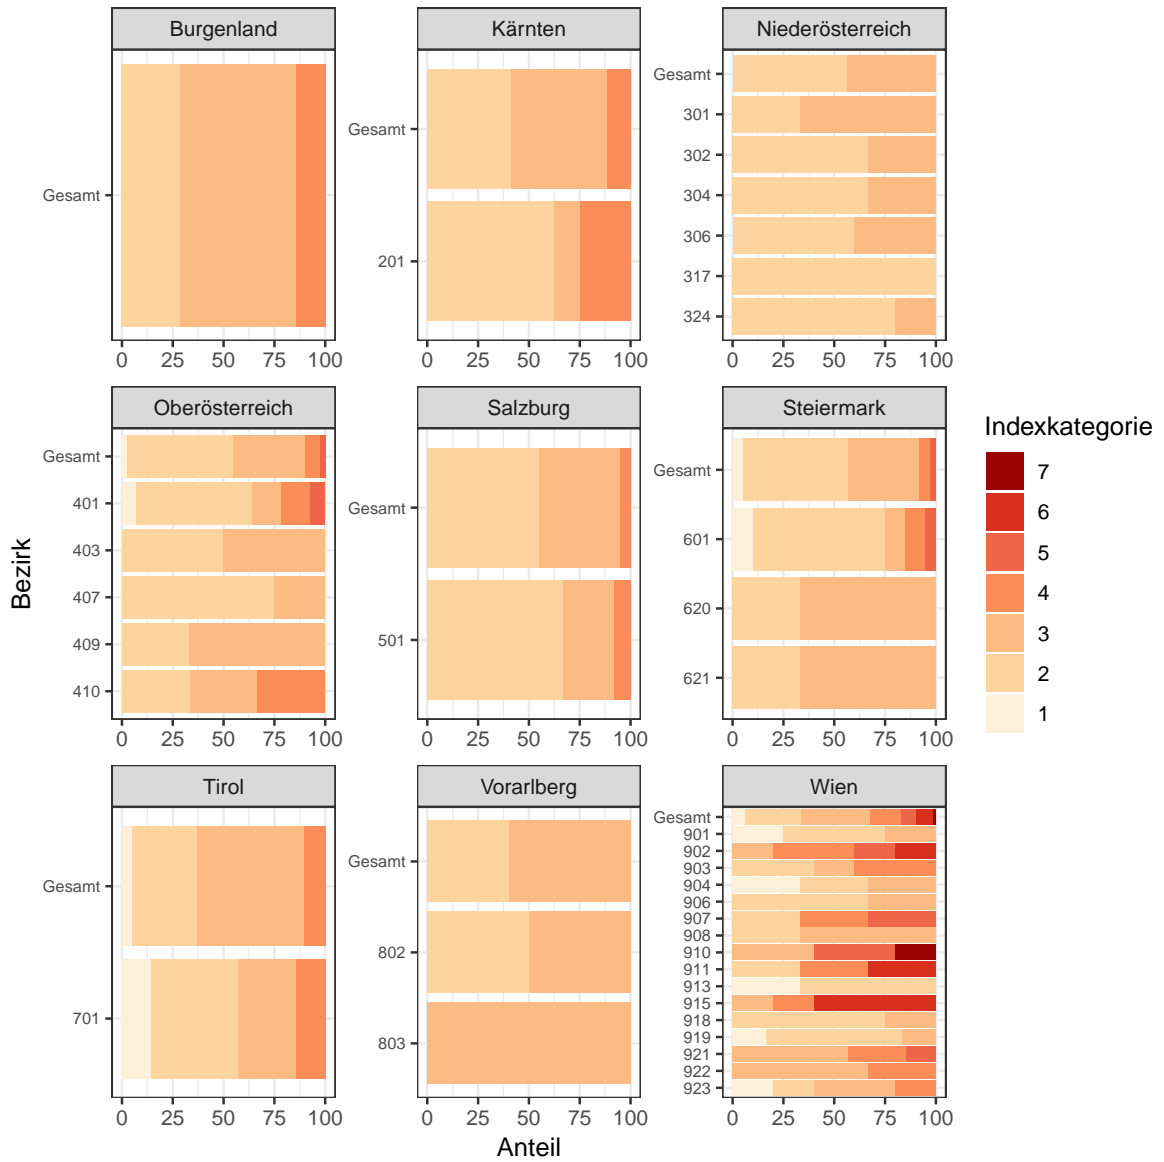 Burgenland
Kärnten
Niederösterreich
Gesamt
0 25 50 75 100
Gesamt
201
0 25 50 75 100
Gesamt
301
302
304
306
317
324
0 25 50 75 100
Oberösterreich
Salzburg
Steiermark
Gesamt
401
403
407
409
410
0 25 50 75 100
Gesamt
501
0 25 50 75 100
Gesamt
601
620
621
0 25 50 75 100
Tirol
Vorarlberg
Wien
Gesamt
701
0 25 50 75 100
Gesamt
802
803
0 25 50 75 100
Gesamt
901
902
903
904
906
907
908
910
911
913
915
918
919
921
922
923
0 25 50 75 100
Bezirk
Anteil
Indexkategorie
7
6
5
4
3
2
1